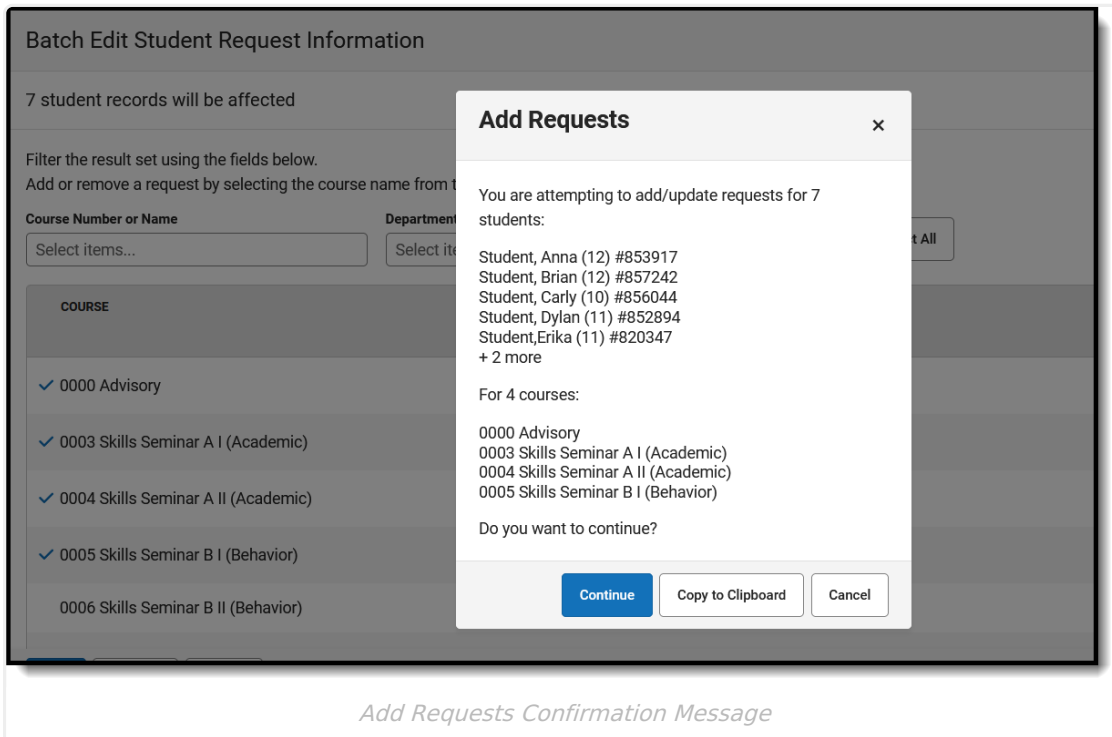 Batch Edit Student Request Information
7 student records will be affected
Filter the result set using the fields below.
Add or remove a request by selecting the course name from
Course Number or Name
Department
Select items...
Select
All
COURSE
0000 Advisory
0003 Skills Seminar A I (Academic)
0004 Skills Seminar A II (Academic)
0005 Skills Seminar B I (Behavior)
0006 Skills Seminar B II (Behavior)
Add Requests
×
You are attempting to add/update requests for 7
students:
Student, Anna (12) #853917
Student, Brian (12) #857242
Student, Carly (10) #856044
Student, Dylan (11) #852894
Student,Erika (11) #820347
+ 2 more
For 4 courses:
0000 Advisory
0003 Skills Seminar A I (Academic)
0004 Skills Seminar A II (Academic)
0005 Skills Seminar B I (Behavior)
Do you want to continue?
Continue
Copy to Clipboard
Cancel
Add Requests Confirmation Message